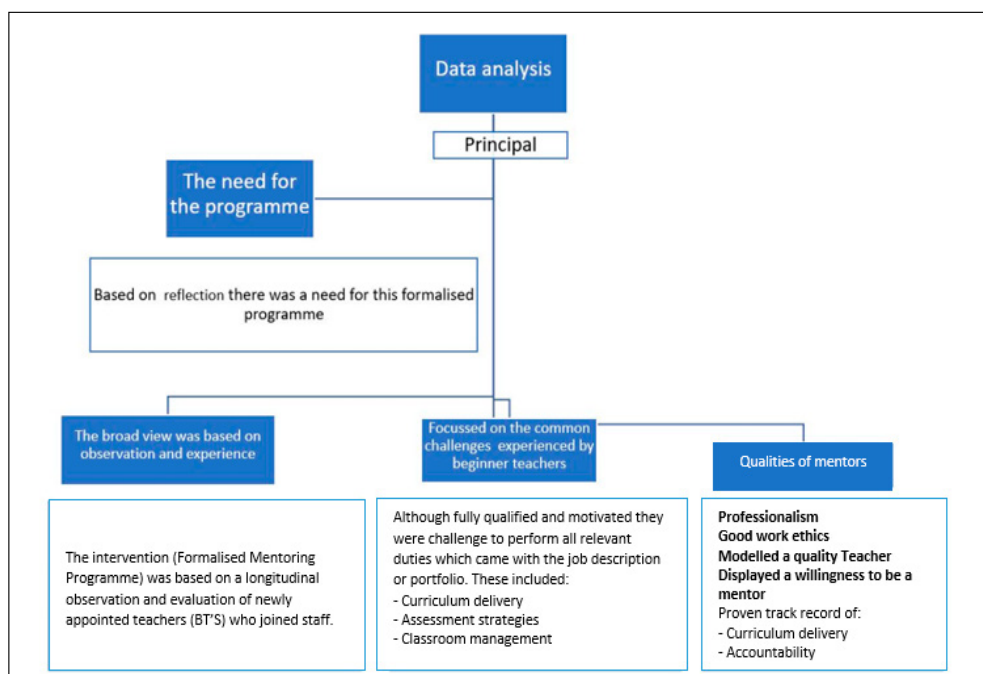 Data analysis
Principal
The need for
the programme
Based on reflection there was a need for this formalised
programme
The broad view was based on
observation and experience
The intervention (Formalised Mentoring
Programme) was based on a longitudinal
observation and evaluation of newly
appointed teachers (BT'S) who joined staff.
Focussed on the common
challenges experienced by
beginner teachers
Although fully qualified and motivated they
were challenge to perform all relevant
duties which came with the job description
or portfolio. These included:
- Curriculum delivery
- Assessment strategies
- Classroom management
Qualities of mentors
Professionalism
Good work ethics
Modelled a quality Teacher
Displayed a willingness to be a
mentor
Proven track record of:
- Curriculum delivery
- Accountability